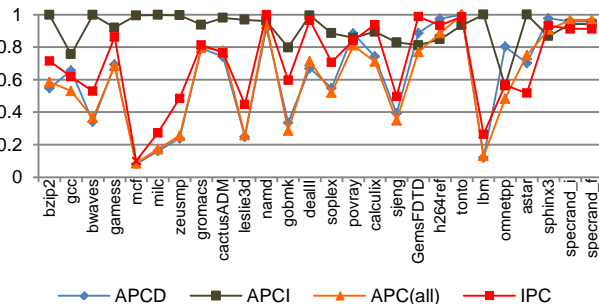 1
0.8
0.6
0.4
0.2
0
bzip2
gcc
bwaves
gamess
mcf
milc
zeusmp
gromacs
cactusADM
leslie3d
namd
gobmk
dealII
soplex
povray
calculix
sjeng
GemsFDTD
h264ref
tonto
lbm
omnetpp
astar
sphinx3
specrand_i
specrand_f
APCD
APCI
APC(all)
IPC